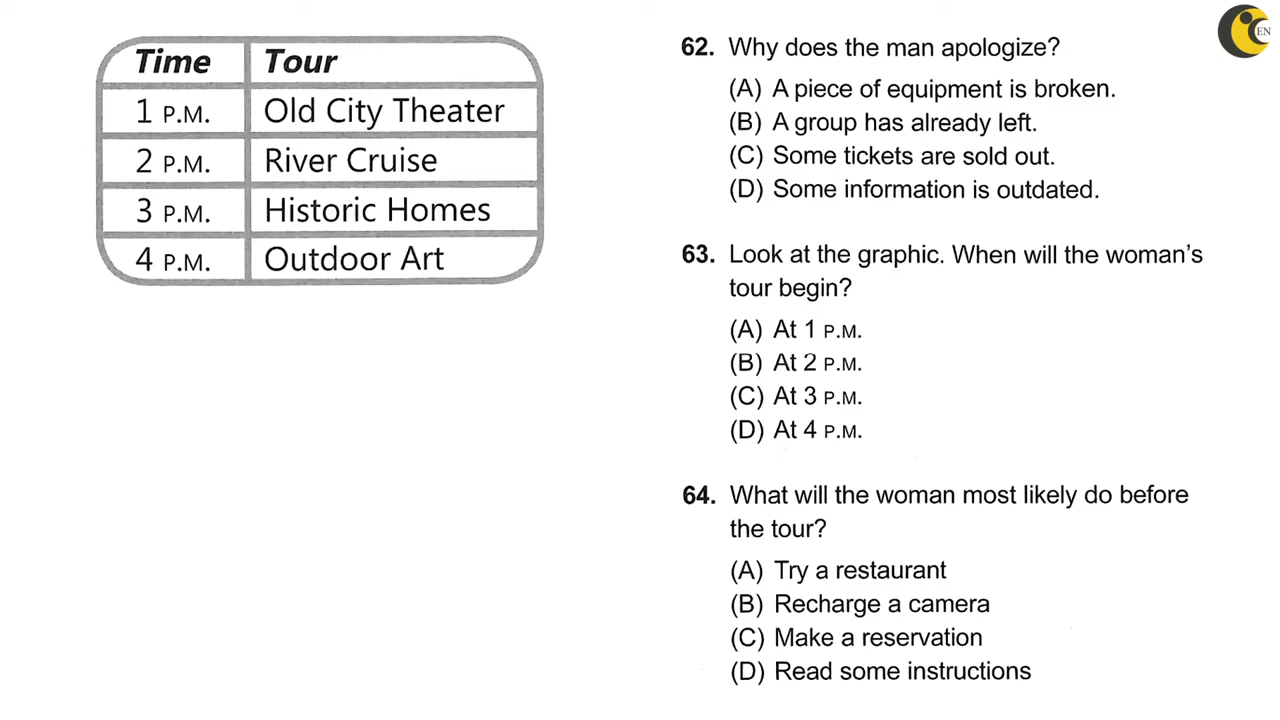 Time Tour
1 P.M. Old City Theater
2 P.M. River Cruise
3 P.M. Historic Homes
4 P.M. Outdoor Art
62. Why does the man apologize?
(A) A piece of equipment is broken.
(B) A group has already left.
(C) Some tickets are sold out.
(D) Some information is outdated.
63. Look at the graphic. When will the woman's
tour begin?
(A) At 1 P.M.
(B) At 2 P.M.
(C) At 3 P.M.
(D) At 4 P.M.
64. What will the woman most likely do before
the tour?
(A) Try a restaurant
(B) Recharge a camera
(C) Make a reservation
(D) Read some instructions
EN